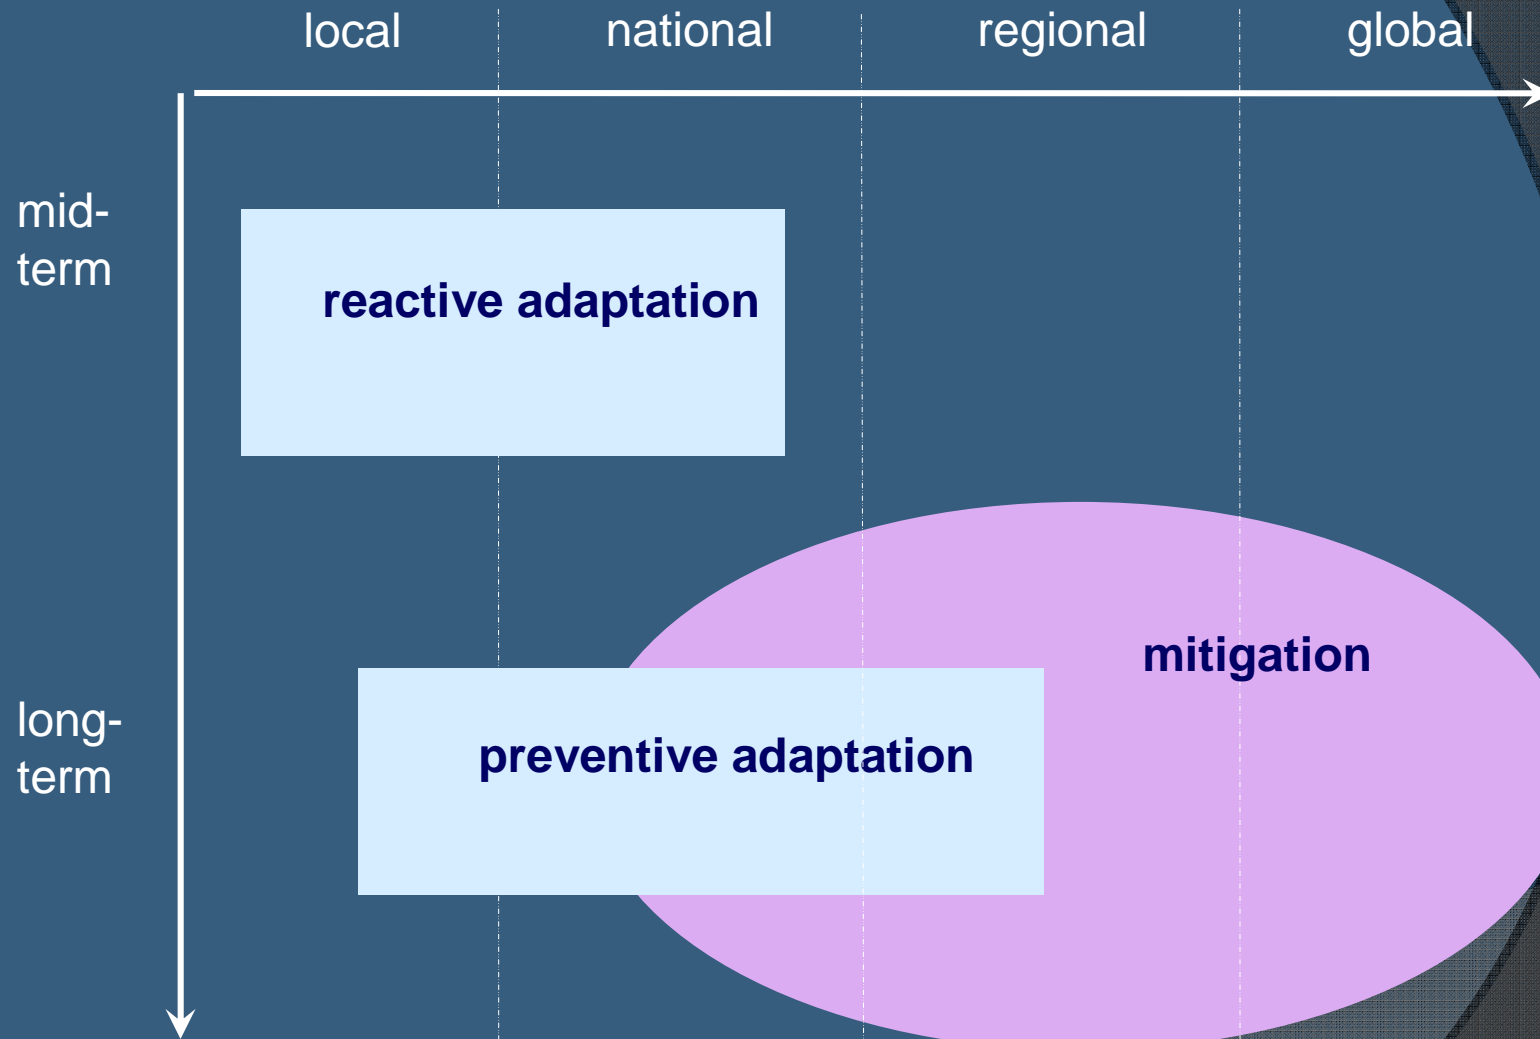 local
national
regional
global
mid-
term
reactive adaptation
mitigation
long-
term
preventive adaptation